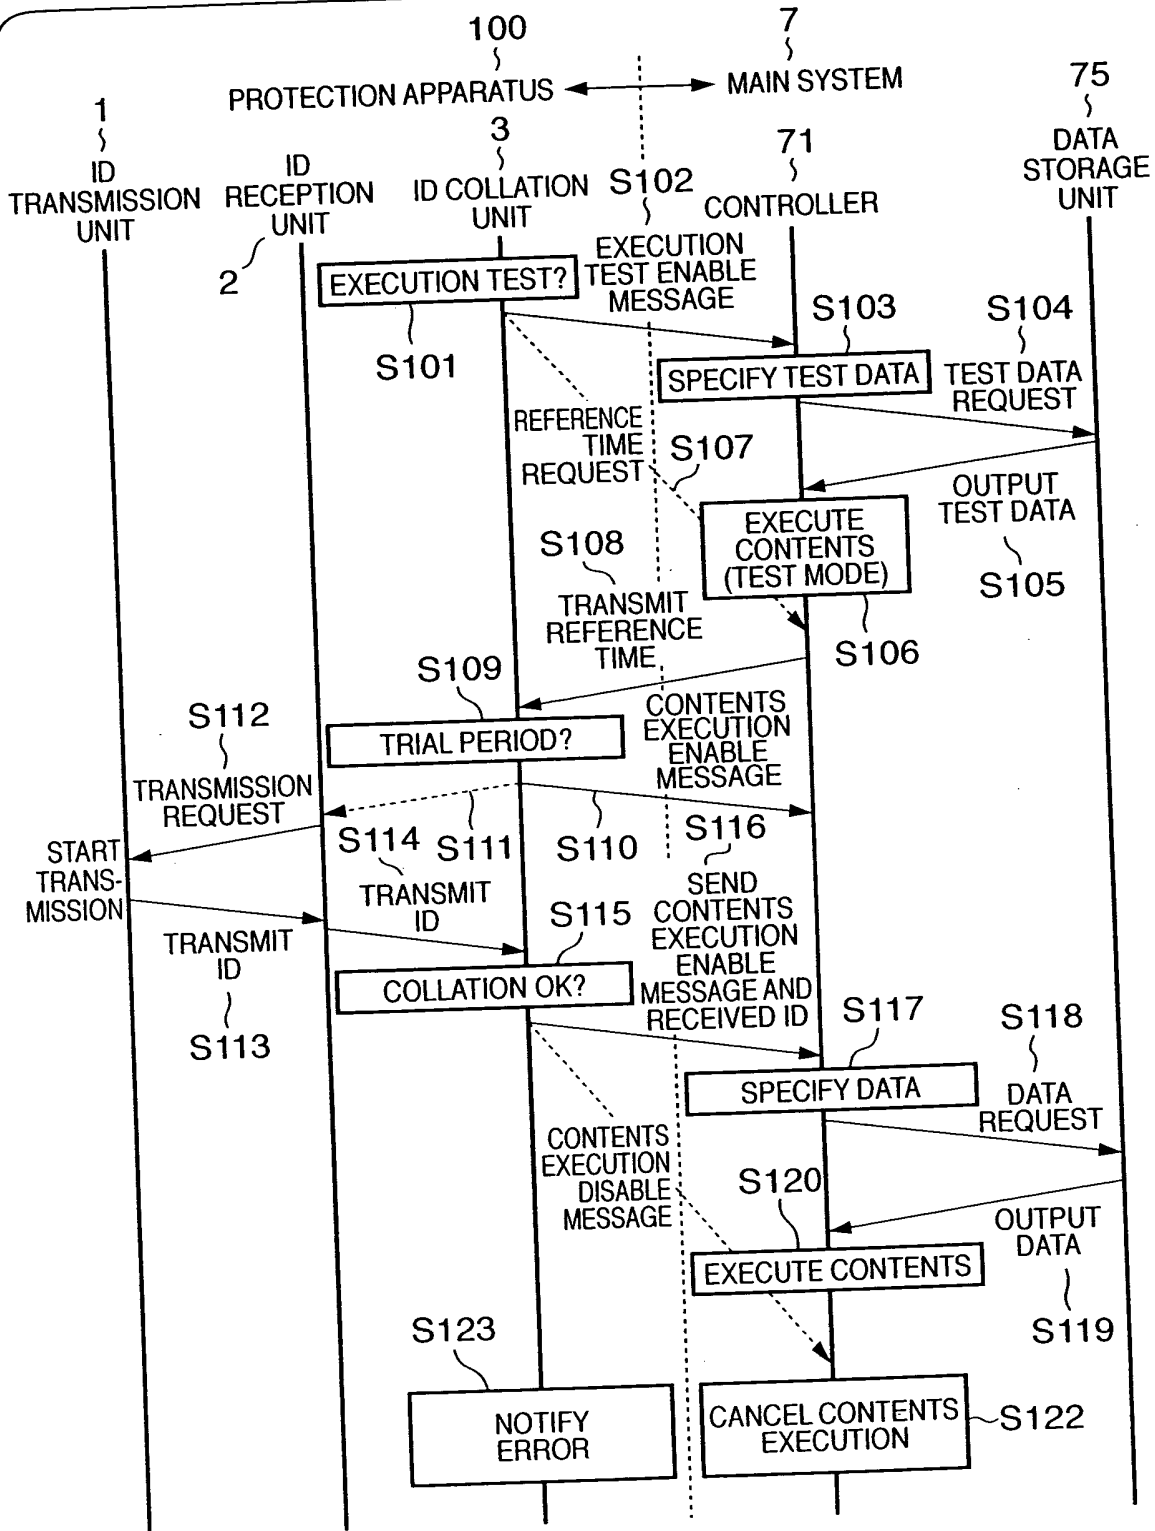 100
7
PROTECTION APPARATUS
MAIN SYSTEM
75
DATA
STORAGE
UNIT
1
ID
TRANSMISSION
UNIT
ID
RECEPTION
UNIT
2
3
ID COLLATION
UNIT
71
CONTROLLER
S102
EXECUTION
TEST ENABLE
MESSAGE
EXECUTION TEST?
S101
S103
SPECIFY TEST DATA
S104
TEST DATA
REQUEST
REFERENCE
TIME
REQUEST
S107
OUTPUT
TEST DATA
S105
EXECUTE
CONTENTS
(TEST MODE)
S106
S108
TRANSMIT
REFERENCE
TIME
S109
TRIAL PERIOD?
CONTENTS
EXECUTION
ENABLE
MESSAGE
S112
TRANSMISSION
REQUEST
S111
S110
START
TRANS-
MISSION
S114
TRANSMIT
ID
TRANSMIT
ID
S113
S115
COLLATION OK?
S116
SEND
CONTENTS
EXECUTION
ENABLE
MESSAGE AND
RECEIVED ID
S117
SPECIFY DATA
S118
DATA
REQUEST
CONTENTS
EXECUTION
DISABLE
MESSAGE
S120
EXECUTE CONTENTS
OUTPUT
DATA
S119
S123
NOTIFY
ERROR
CANCEL CONTENTS
EXECUTION
S122